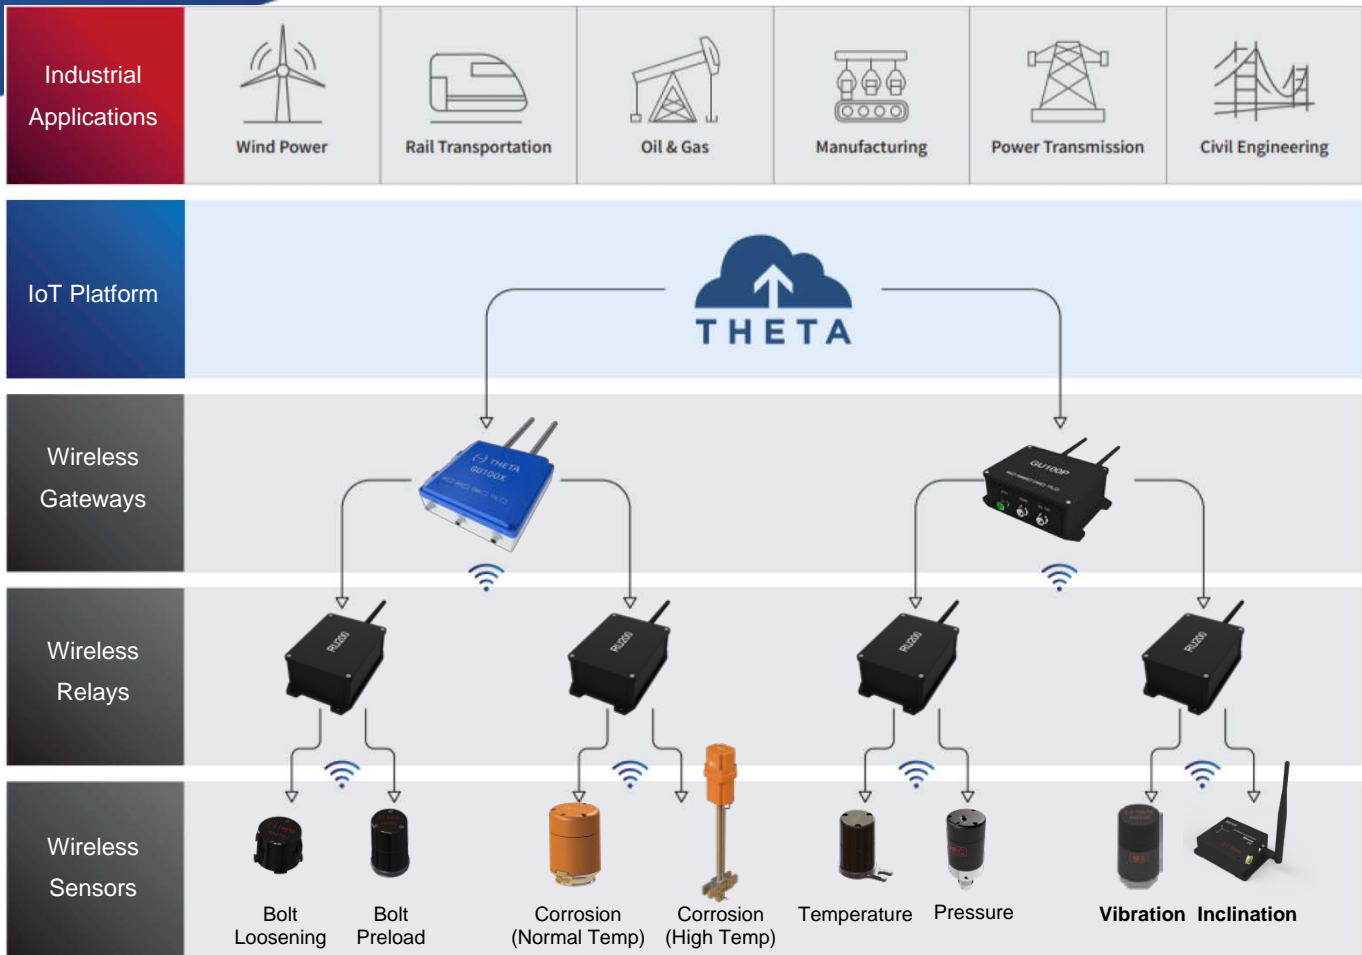 Industrial
Applications
Wind Power
Rail Transportation
Oil & Gas
Manufacturing
Power Transmission
Civil Engineering
IoT Platform
THETA
Wireless
Gateways
(-) THETA
GU100X
GU100P
Wireless
Relays
RU200
RU200
RU200
RU200
Wireless
Sensors
Bolt
Loosening
Bolt
Preload
Corrosion
(Normal Temp)
Corrosion
(High Temp)
Temperature
Pressure
Vibration
Inclination